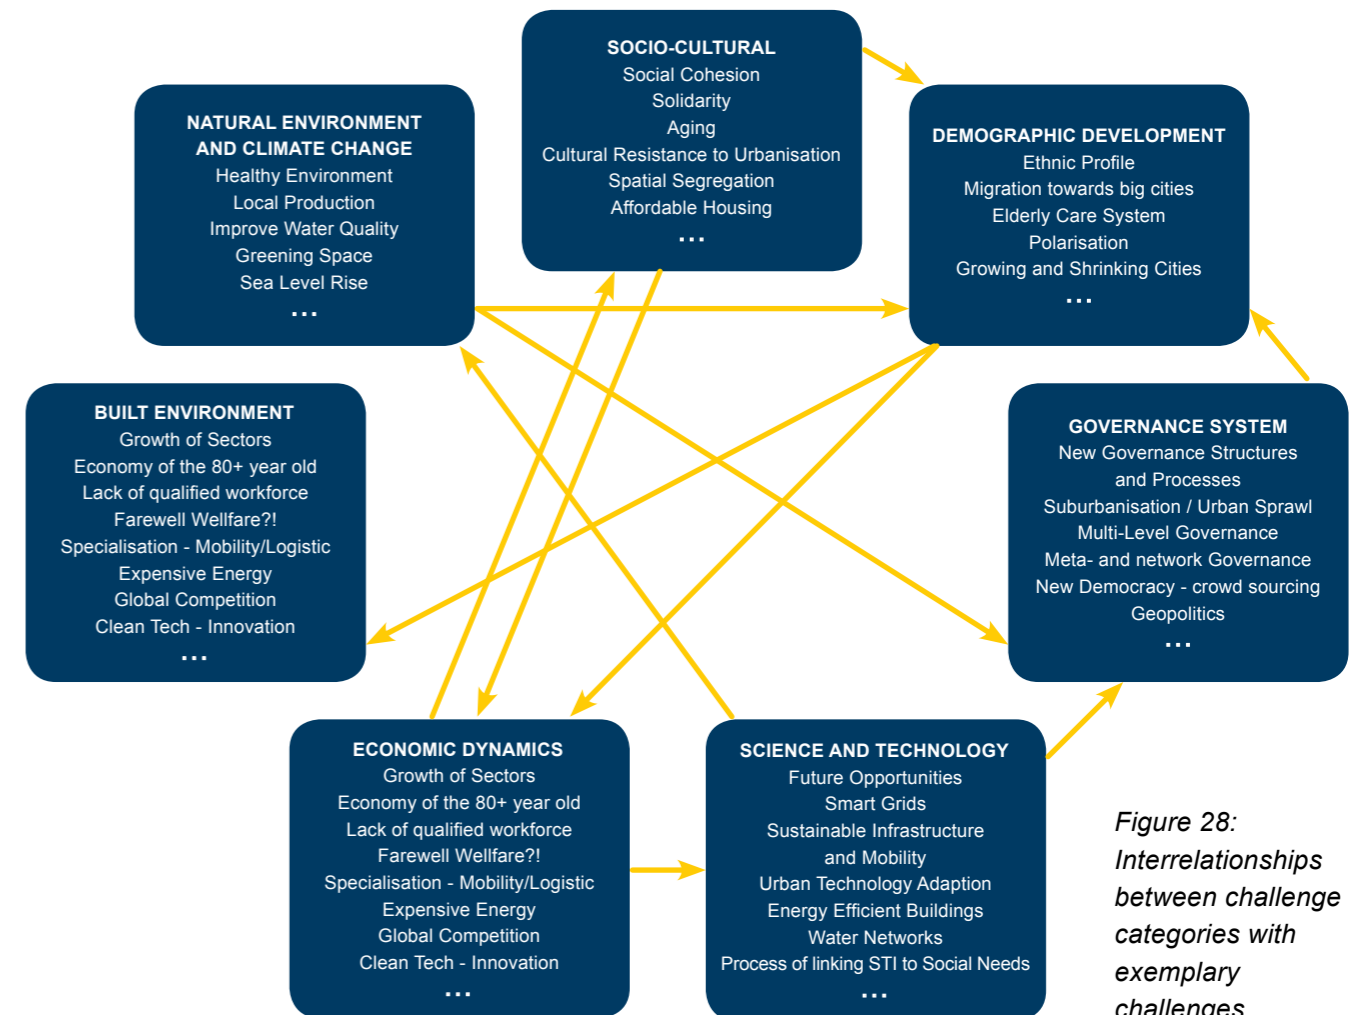 SOCIO-CULTURAL
Social Cohesion
Solidarity
Aging
Cultural Resistance to Urbanisation
Spatial Segregation
Affordable Housing
...
NATURAL ENVIRONMENT
AND CLIMATE CHANGE
Healthy Environment
Local Production
Improve Water Quality
Greening Space
Sea Level Rise
...
DEMOGRAPHIC DEVELOPMENT
Ethnic Profile
Migration towards big cities
Elderly Care System
Polarisation
Growing and Shrinking Cities
...
BUILT ENVIRONMENT
Growth of Sectors
Economy of the 80+ year old
Lack of qualified workforce
Farewell Wellfare?!
Specialisation - Mobility/Logistic
Expensive Energy
Global Competition
Clean Tech - Innovation
...
GOVERNANCE SYSTEM
New Governance Structures
and Processes
Suburbanisation / Urban Sprawl
Multi-Level Governance
Meta- and network Governance
New Democracy - crowd sourcing
Geopolitics
...
ECONOMIC DYNAMICS
Growth of Sectors
Economy of the 80+ year old
Lack of qualified workforce
Farewell Wellfare?!
Specialisation - Mobility/Logistic
Expensive Energy
Global Competition
Clean Tech - Innovation
...
SCIENCE AND TECHNOLOGY
Future Opportunities
Smart Grids
Sustainable Infrastructure
and Mobility
Urban Technology Adaption
Energy Efficient Buildings
Water Networks
Process of linking STI to Social Needs
...
Figure 28:
Interrelationships
between challenge
categories with
exemplary
challenges